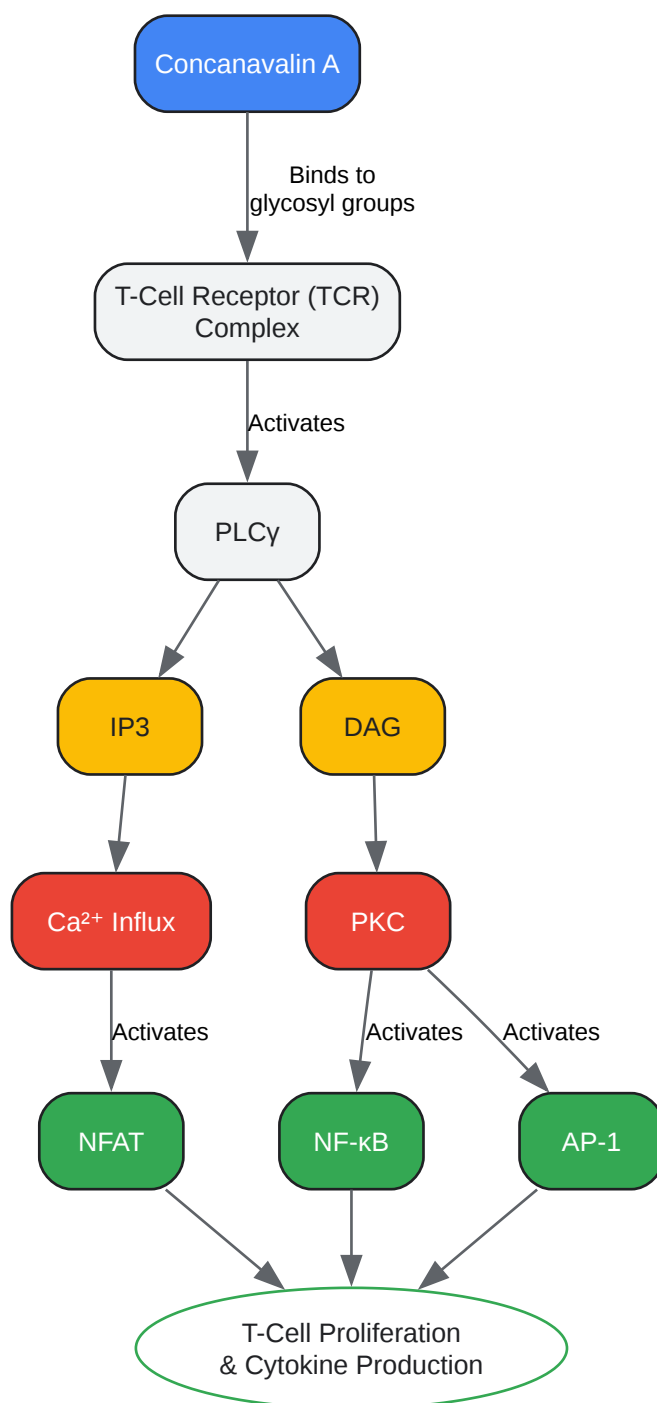 Concanavalin A
Binds to
glycosyl groups
T-Cell Receptor (TCR)
Complex
Activates
PLCγ
IP3
DAG
Ca²⁺ Influx
PKC
Activates
Activates
Activates
NFAT
NF-κB
AP-1
T-Cell Proliferation
& Cytokine Production